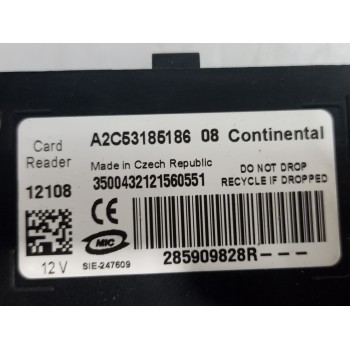 Card
Reader
A2C53185186 08 Continental
Made in Czech Republic
12108
3500432121560551
DO NOT DROP
RECYCLE IF DROPPED
CE
MIC
12 V
SIE-247609
285909828R---